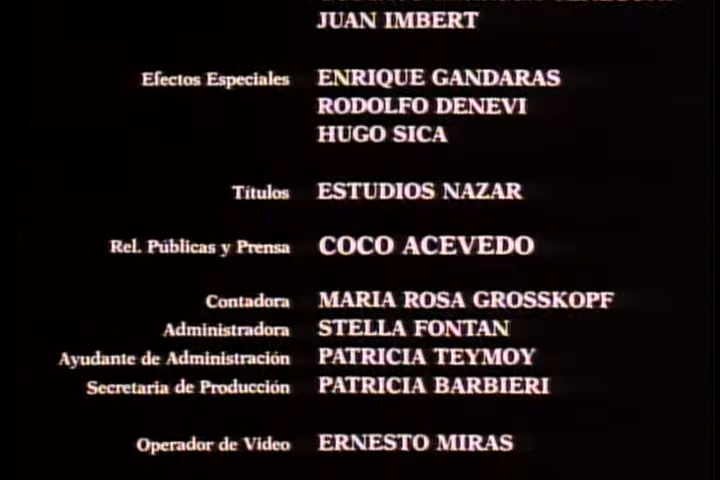 JUAN IMBERT
Efectos Especiales ENRIQUE GANDARAS
RODOLFO DENEVI
HUGO SICA
Títulos ESTUDIOS NAZAR
Rel. Públicas y Prensa COCO ACEVEDO
Contadora MARIA ROSA GROSSKOPF
Administradora STELLA FONTAN
Ayudante de Administración PATRICIA TEYMOY
Secretaria de Producción PATRICIA BARBIERI
Operador de Video ERNESTO MIRAS